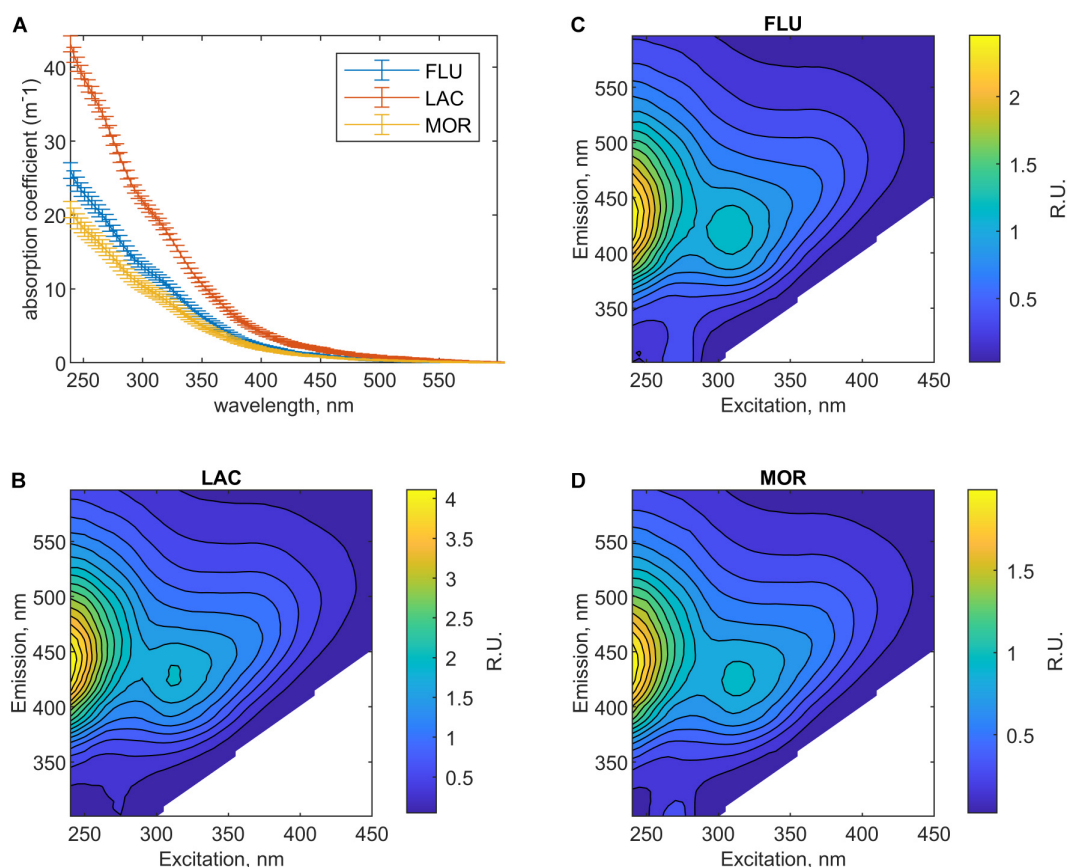 A
absorption coefficient (m⁻1)
40
30
20
10
0
FLU
LAC
MOR
250 300 350 400 450 500 550
wavelength, nm
C
FLU
Emission, nm
550
500
450
400
350
250 300 350 400 450
Excitation, nm
2
1.5
1
0.5
R.U.
B
LAC
Emission, nm
550
500
450
400
350
250 300 350 400 450
Excitation, nm
4
3.5
3
2.5
2
1.5
1
0.5
R.U.
D
MOR
Emission, nm
550
500
450
400
350
250 300 350 400 450
Excitation, nm
1.5
1
0.5
R.U.